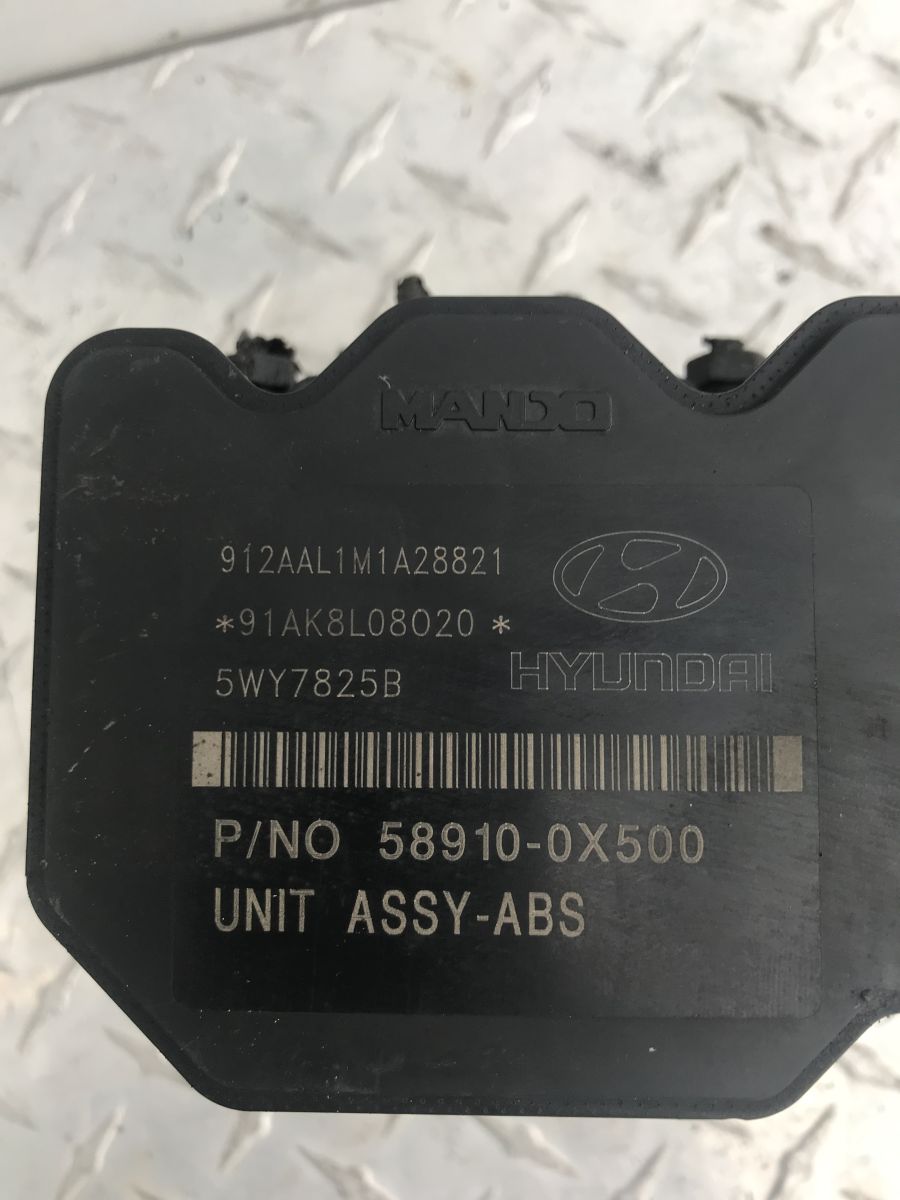 MANDO
912AAL1M1A28821
*91AK8L08020 *
5WY7825B
HYUNDAI
P/NO 58910-0X500
UNIT ASSY-ABS